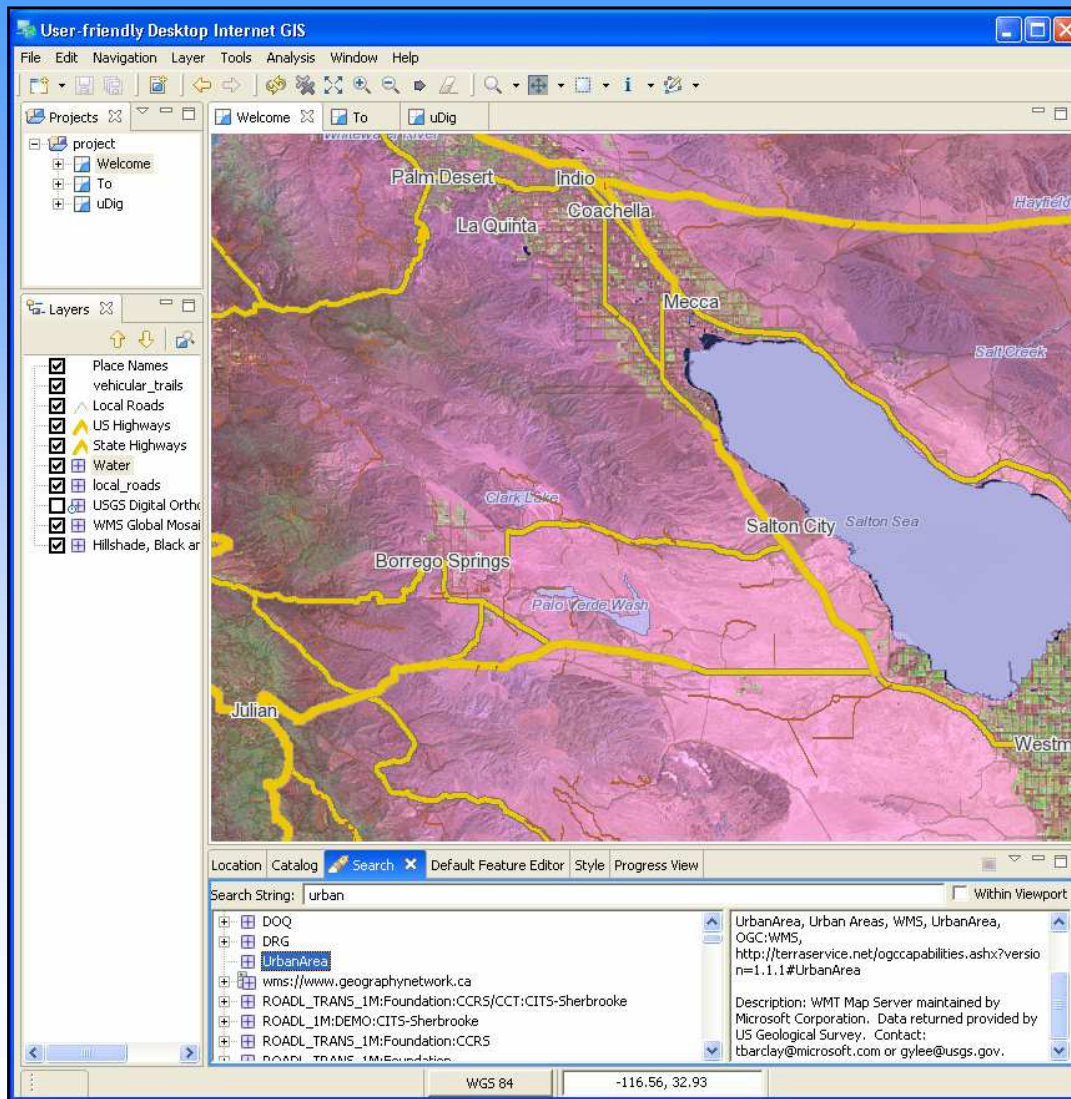 User-friendly Desktop Internet GIS
File Edit Navigation Layer Tools Analysis Window Help
Projects
project
Welcome
To
uDig
Layers
Place Names
vehicular_trails
Local Roads
US Highways
State Highways
Water
local_roads
USGS Digital Ortho
WMS Global Mosai
Hillshade, Black ar
Welcome To uDig
Whitewater River
Palm Desert
Indio
Hayfield
Coachella
La Quinta
Mecca
Salt Creek
Clark Lake
Salton City
Salton Sea
Borrego Springs
Palo Verde Wash
Julian
Westm
Location Catalog Search Default Feature Editor Style Progress View
Search String: urban
Within Viewport
DOQ
DRG
UrbanArea
wms://www.geographynetwork.ca
ROADL_TRANS_1M:Foundation:CCRS/CCT:CITS-Sherbrooke
ROADL_1M:DEMO:CITS-Sherbrooke
ROADL_TRANS_1M:Foundation:CCRS
ROADL_TRANS_1M:Foundation
UrbanArea, Urban Areas, WMS, UrbanArea,
OGC:WMS,
http://terraservice.net/ogccapabilities.ashx?versio
n=1.1.1#UrbanArea
Description: WMT Map Server maintained by
Microsoft Corporation. Data returned provided by
US Geological Survey. Contact:
tbarclay@microsoft.com or gylee@usgs.gov.
WGS 84
-116.56, 32.93